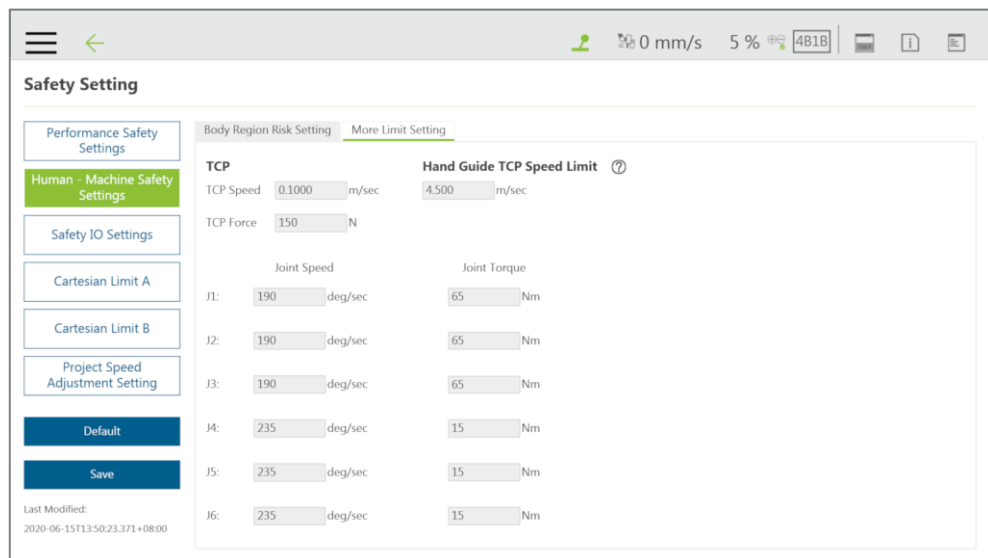 0 mm/s 5 % 4B1B
Safety Setting
Performance Safety
Settings
Human - Machine Safety
Settings
Safety IO Settings
Cartesian Limit A
Cartesian Limit B
Project Speed
Adjustment Setting
Default
Save
Last Modified:
2020-06-15T13:50:23.371+08:00
Body Region Risk Setting More Limit Setting
TCP Hand Guide TCP Speed Limit ?
TCP Speed 0.1000 m/sec 4.500 m/sec
TCP Force 150 N
Joint Speed Joint Torque
J1: 190 deg/sec 65 Nm
J2: 190 deg/sec 65 Nm
J3: 190 deg/sec 65 Nm
J4: 235 deg/sec 15 Nm
J5: 235 deg/sec 15 Nm
J6: 235 deg/sec 15 Nm